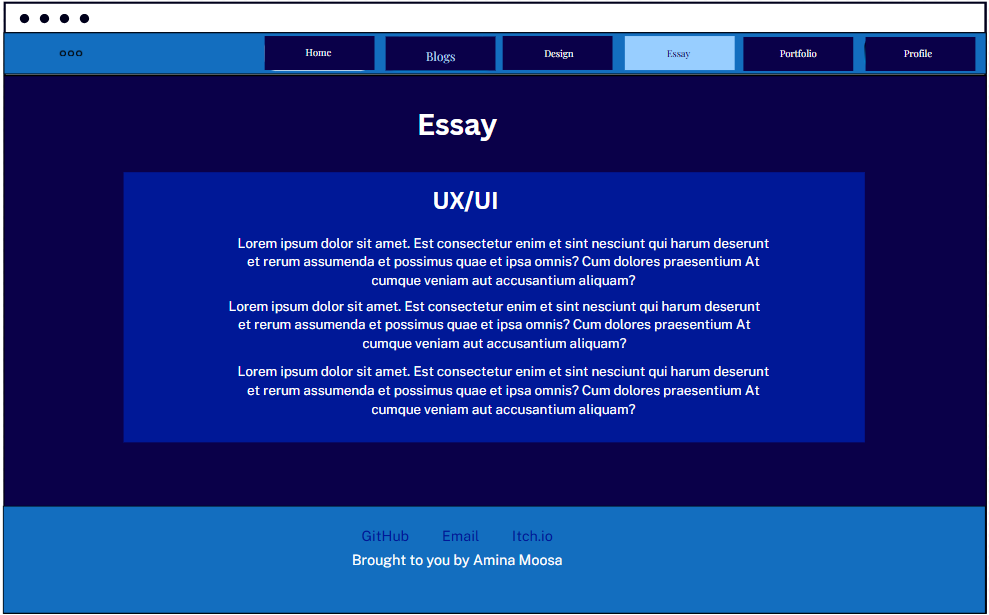 Home Blogs Design Essay Portfolio Profile
Essay
UX/UI
Lorem ipsum dolor sit amet. Est consectetur enim et sint nesciunt qui harum deserunt
et rerum assumenda et possimus quae et ipsa omnis? Cum dolores praesentium At
cumque veniam aut accusantium aliquam?
Lorem ipsum dolor sit amet. Est consectetur enim et sint nesciunt qui harum deserunt
et rerum assumenda et possimus quae et ipsa omnis? Cum dolores praesentium At
cumque veniam aut accusantium aliquam?
Lorem ipsum dolor sit amet. Est consectetur enim et sint nesciunt qui harum deserunt
et rerum assumenda et possimus quae et ipsa omnis? Cum dolores praesentium At
cumque veniam aut accusantium aliquam?
GitHub Email Itch.io
Brought to you by Amina Moosa